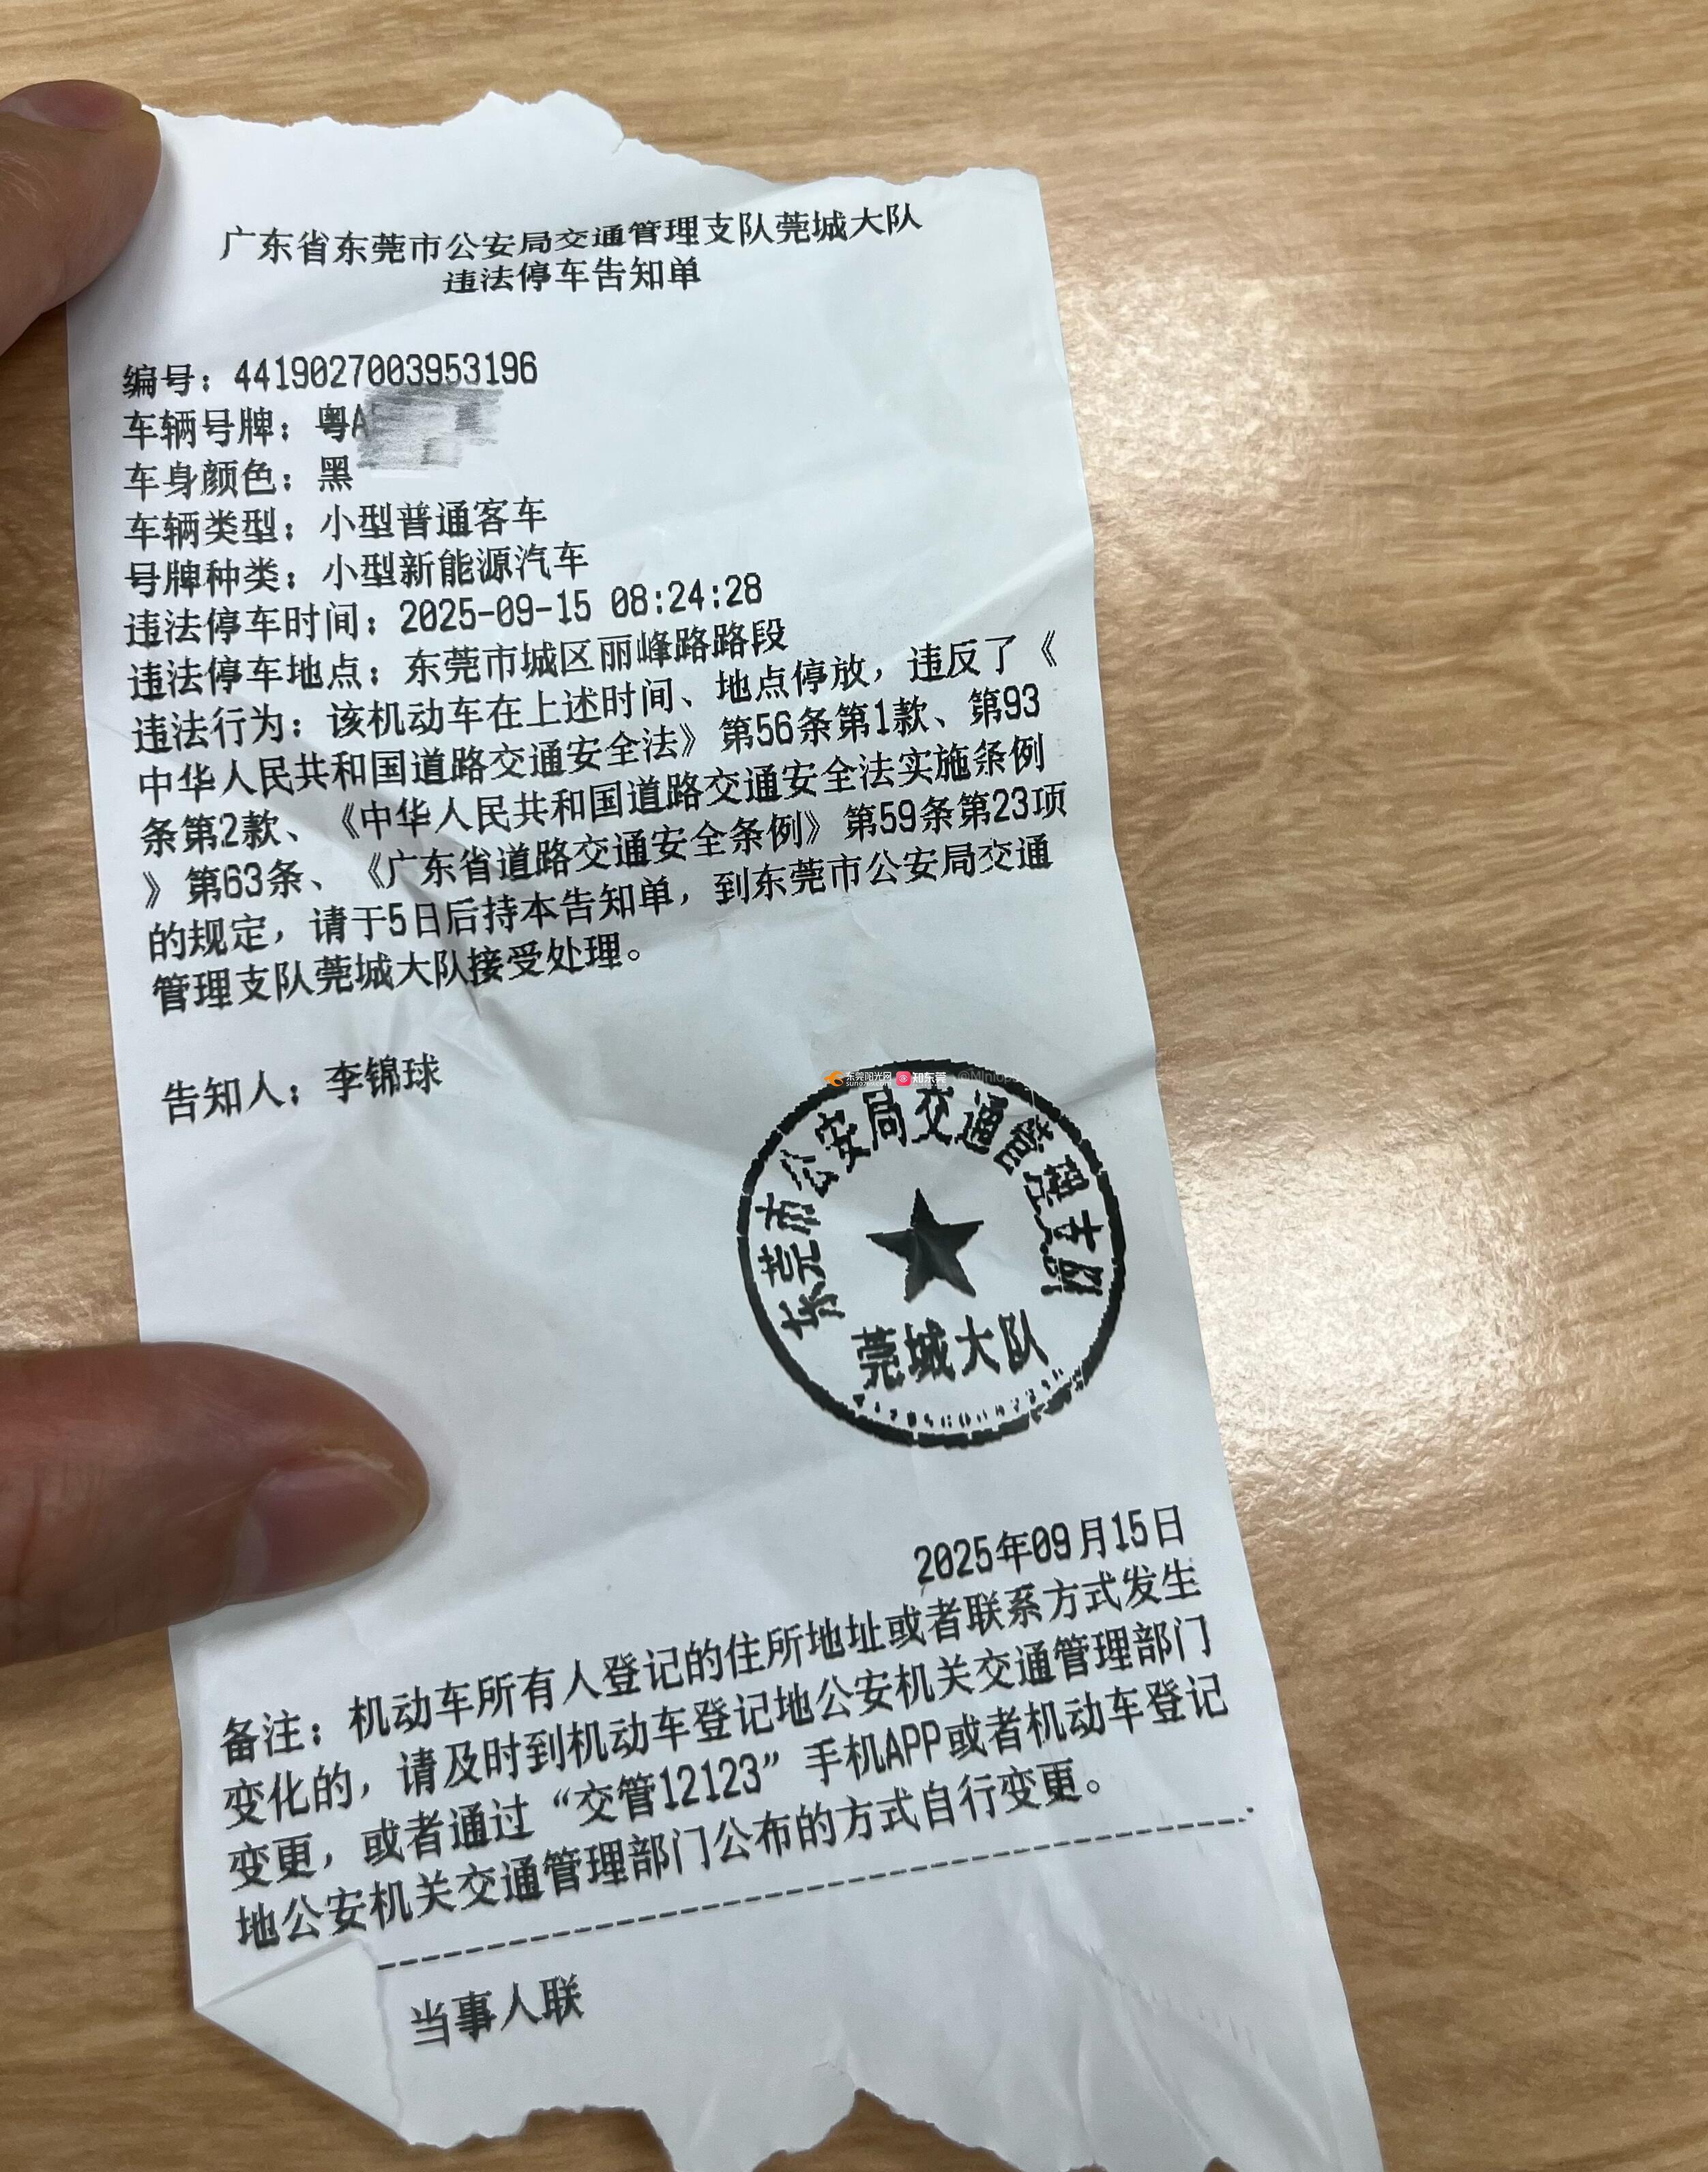 广东省东莞市公安局交通管理支队莞城大队
违法停车告知单
编号：4419027003953196
车辆号牌：粤A
车身颜色：黑
车辆类型：小型普通客车
号牌种类：小型新能源汽车
违法停车时间：2025-09-15 08:24:28
违法停车地点：东莞市城区丽峰路路段
违法行为：该机动车在上述时间、地点停放，违反了《
中华人民共和国道路交通安全法》第56条第1款、第93
条第2款、《中华人民共和国道路交通安全法实施条例
》第63条、《广东省道路交通安全条例》第59条第23项
的规定，请于5日后持本告知单，到东莞市公安局交通
管理支队莞城大队接受处理。
告知人：李锦球
东莞阳光网 知东莞
sun0769.com
东莞市公安局交通管理支队
莞城大队
2025年09月15日
备注：机动车所有人登记的住所地址或者联系方式发生
变化的，请及时到机动车登记地公安机关交通管理部门
变更，或者通过“交管12123”手机APP或者机动车登记
地公安机关交通管理部门公布的方式自行变更。
当事人联